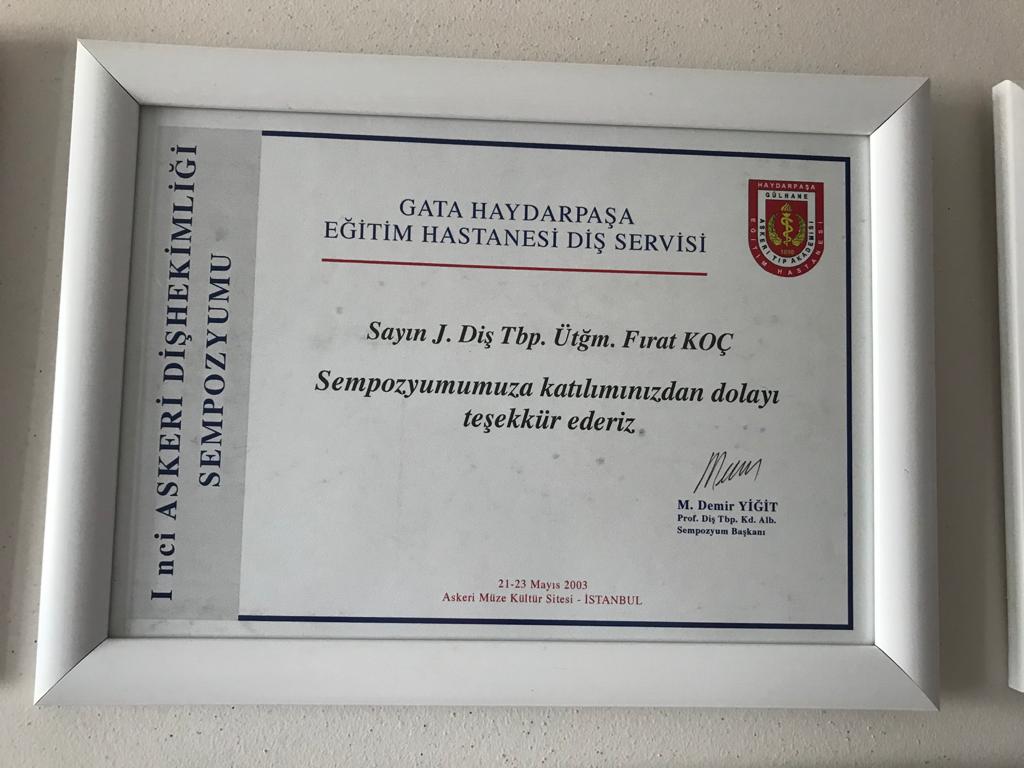 I nci ASKERİ DİŞHEKİMLİĞİ
SEMPOZYUMU
GATA HAYDARPAŞA
EĞİTİM HASTANESİ DİŞ SERVİSİ
HAYDARPAŞA
GÜLHANE
ASKERİ TIP AKADEMİSİ
EĞİTİM HASTANESİ
1898
Sayın J. Diş Tbp. Ütğm. Fırat KOÇ
Sempozyumumuza katılımınızdan dolayı
teşekkür ederiz
M. Demir YİĞİT
Prof. Diş Tbp. Kd. Alb.
Sempozyum Başkanı
21-23 Mayıs 2003
Askeri Müze Kültür Sitesi - İSTANBUL